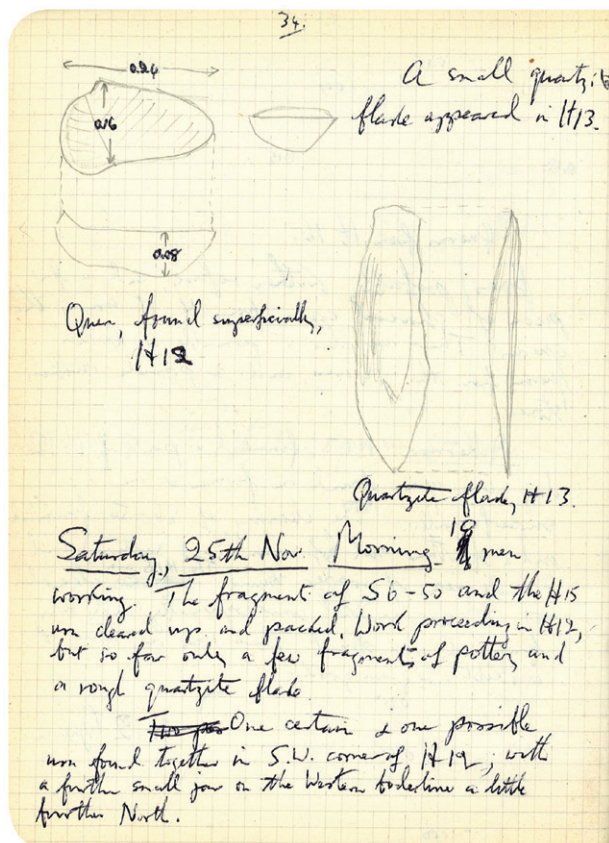 34.
0.24
A small quartzite
flake appeared in H13.
0.16
0.08
Quern, found superficially,
H12
Quartzite flake, H13.
Saturday, 25th Nov. Morning. 19 men
working. The fragment of S6-50 and the H15
urn cleared up and packed. Work proceeding in H12,
but so far only a few fragments of pottery and
a rough quartzite flake
One certain & one possible
urn found together in S.W. corner of H12, with
a further small jar on the Western borderline a little
further North.